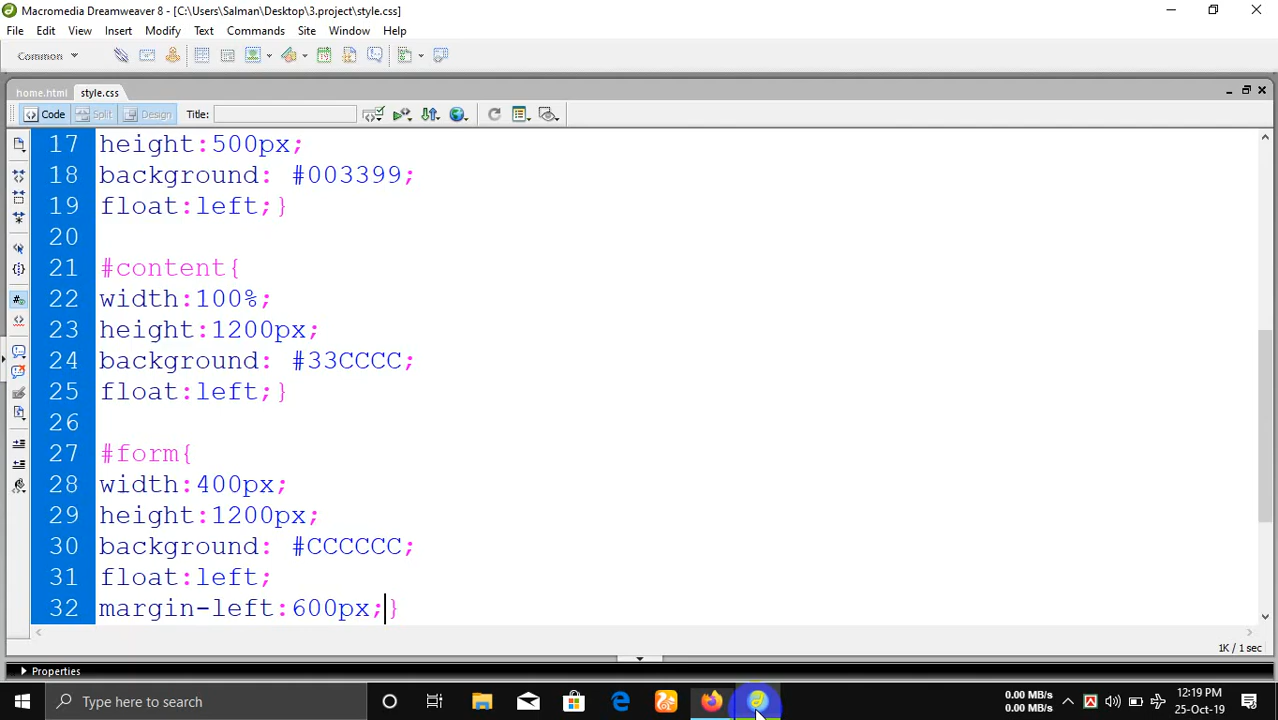 Macromedia Dreamweaver 8 - [C:\Users\Salman\Desktop\3.project\style.css]
File Edit View Insert Modify Text Commands Site Window Help
Common
home.html style.css
Code Split Design Title:
17 height:500px;
18 background: #003399;
19 float:left;}
20
21 #content{
22 width:100%;
23 height:1200px;
24 background: #33CCCC;
25 float:left;}
26
27 #form{
28 width:400px;
29 height:1200px;
30 background: #CCCCCC;
31 float:left;
32 margin-left:600px;}
1K / 1 sec
Properties
Type here to search
0.00 MB/s
0.00 MB/s
12:19 PM
25-Oct-19